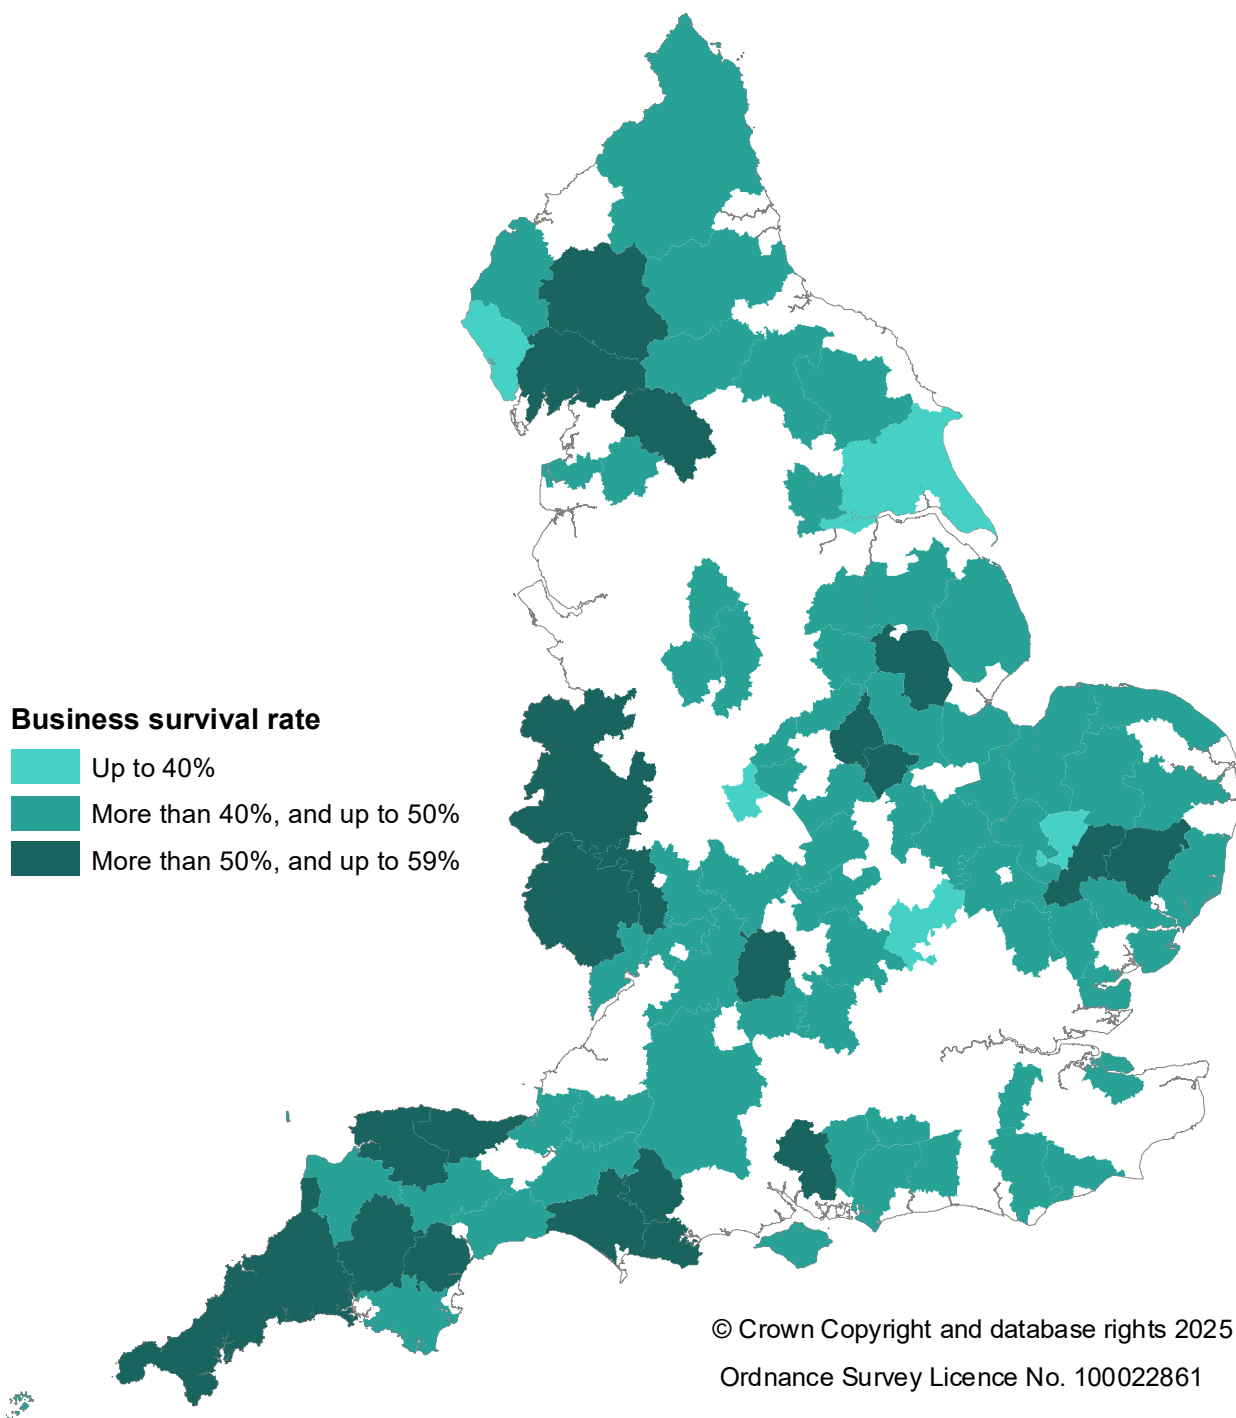 Business survival rate
Up to 40%
More than 40%, and up to 50%
More than 50%, and up to 59%
© Crown Copyright and database rights 2025
Ordnance Survey Licence No. 100022861